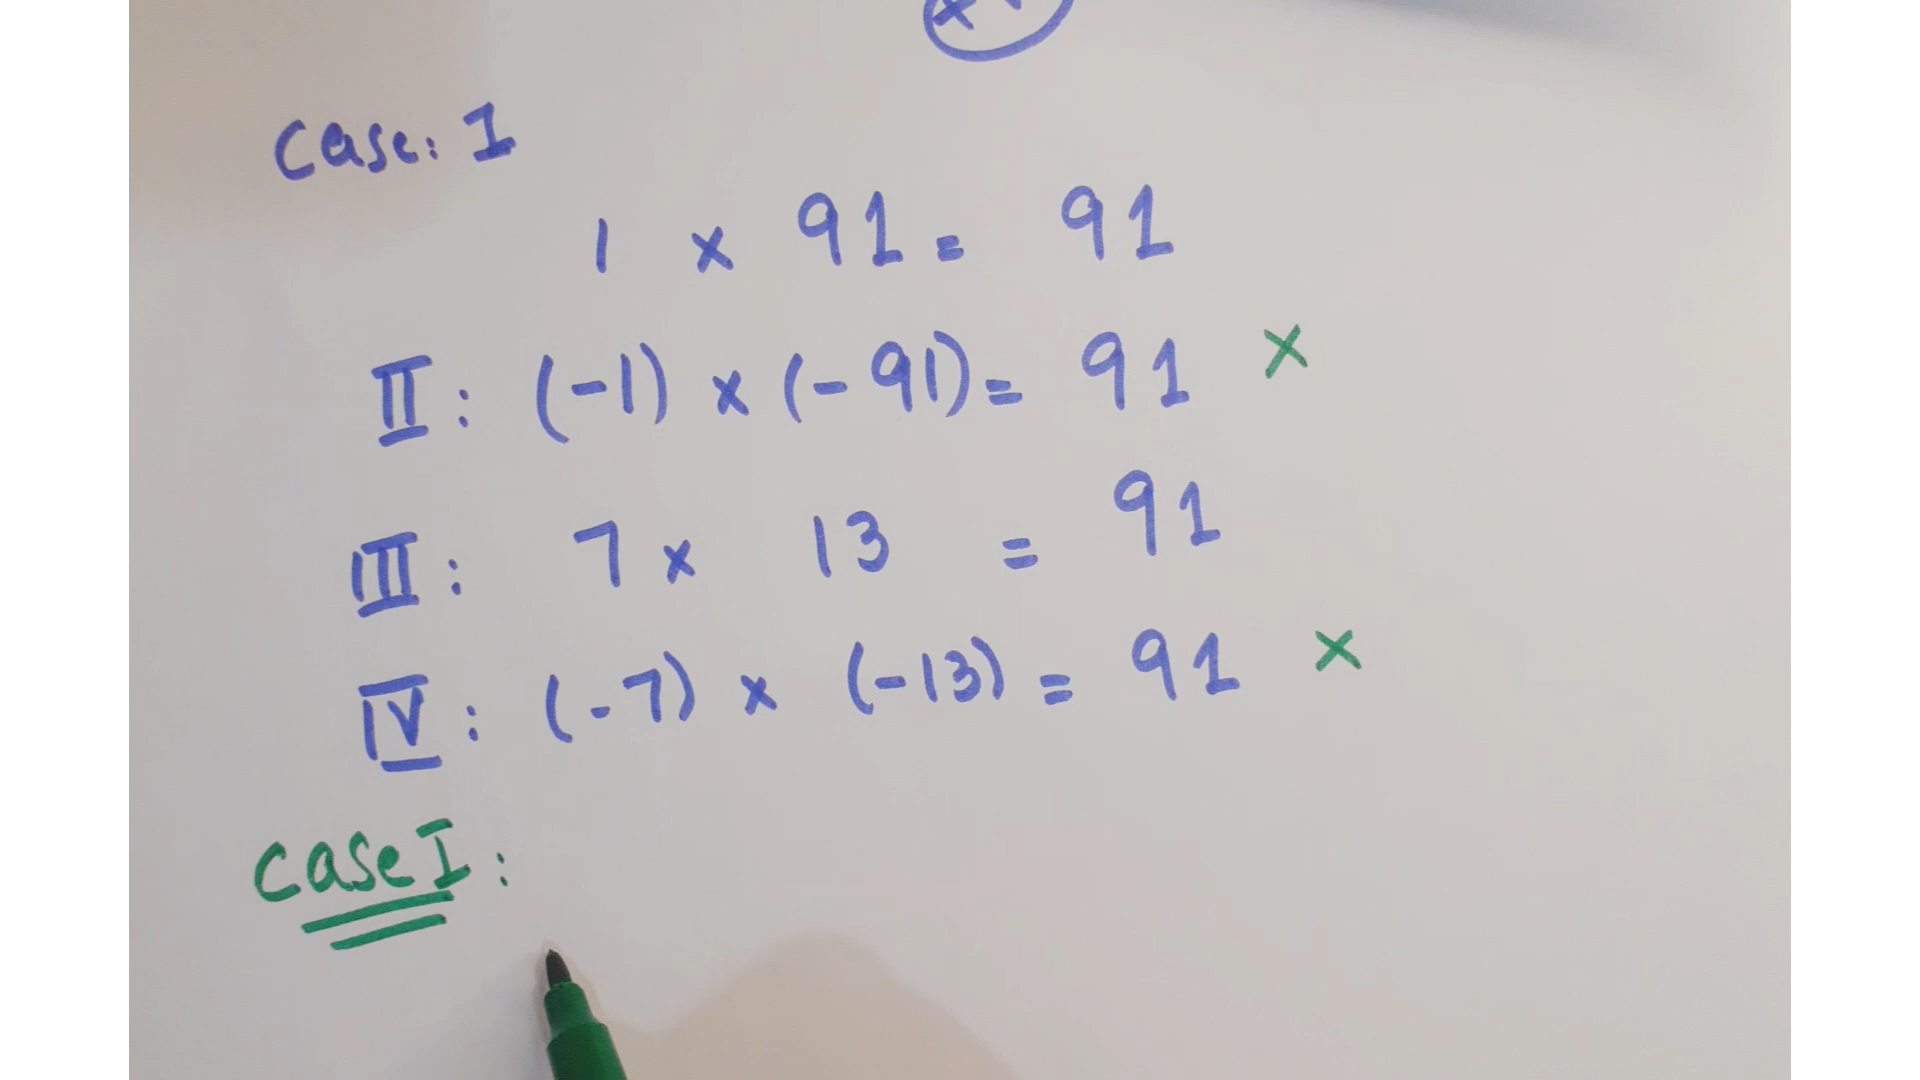 Case: I
1 × 91 = 91
II: (-1) × (-91) = 91 ×
III: 7 × 13 = 91
IV: (-7) × (-13) = 91 ×
Case I: